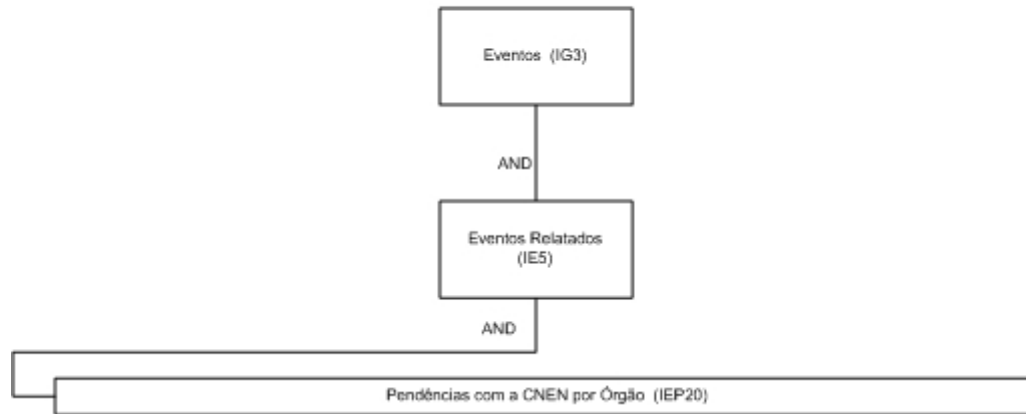 Eventos (IG3)
AND
Eventos Relatados
(IE5)
AND
Pendências com a CNEN por Órgão (IEP20)